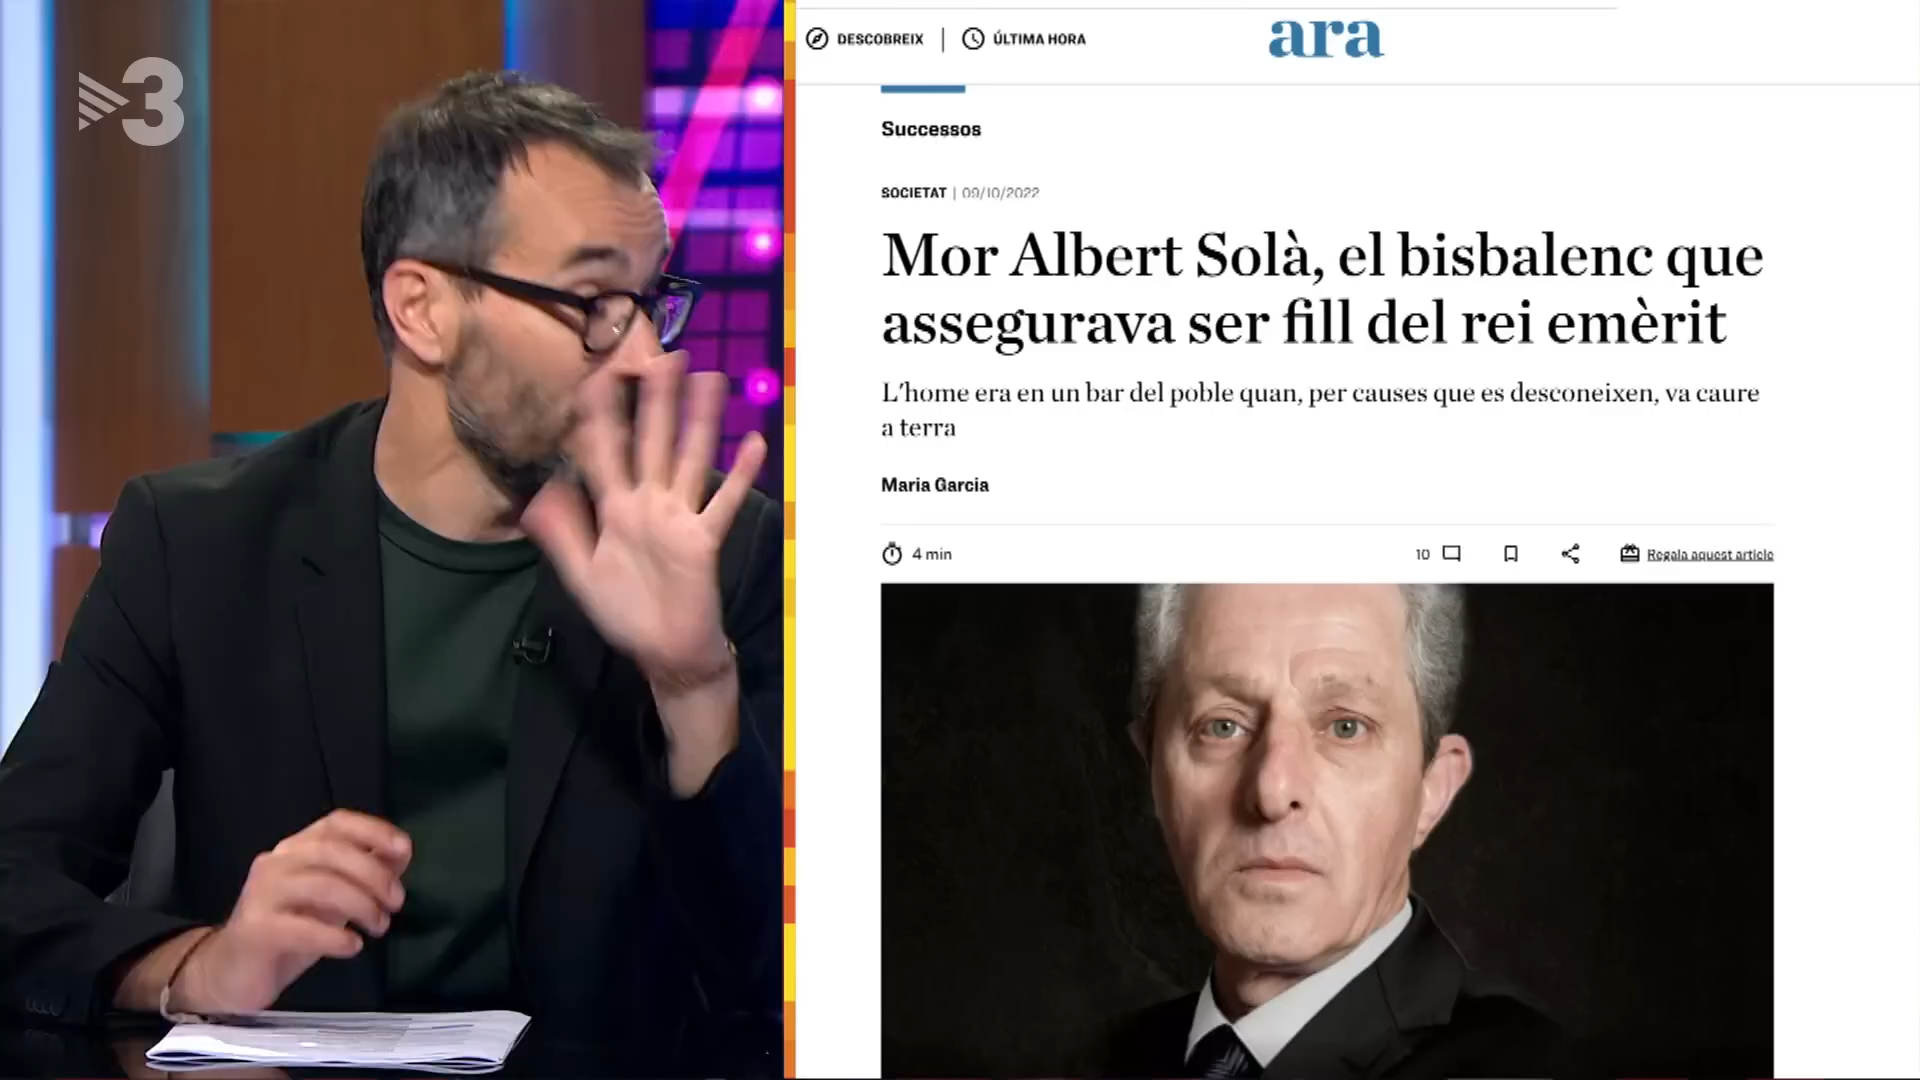 3
DESCOBREIX | ÚLTIMA HORA
ara
Successos
SOCIETAT | 09/10/2022
Mor Albert Solà, el bisbalenc que
assegurava ser fill del rei emèrit
L'home era en un bar del poble quan, per causes que es desconeixen, va caure
a terra
Maria Garcia
4 min
10
Regala aquest article